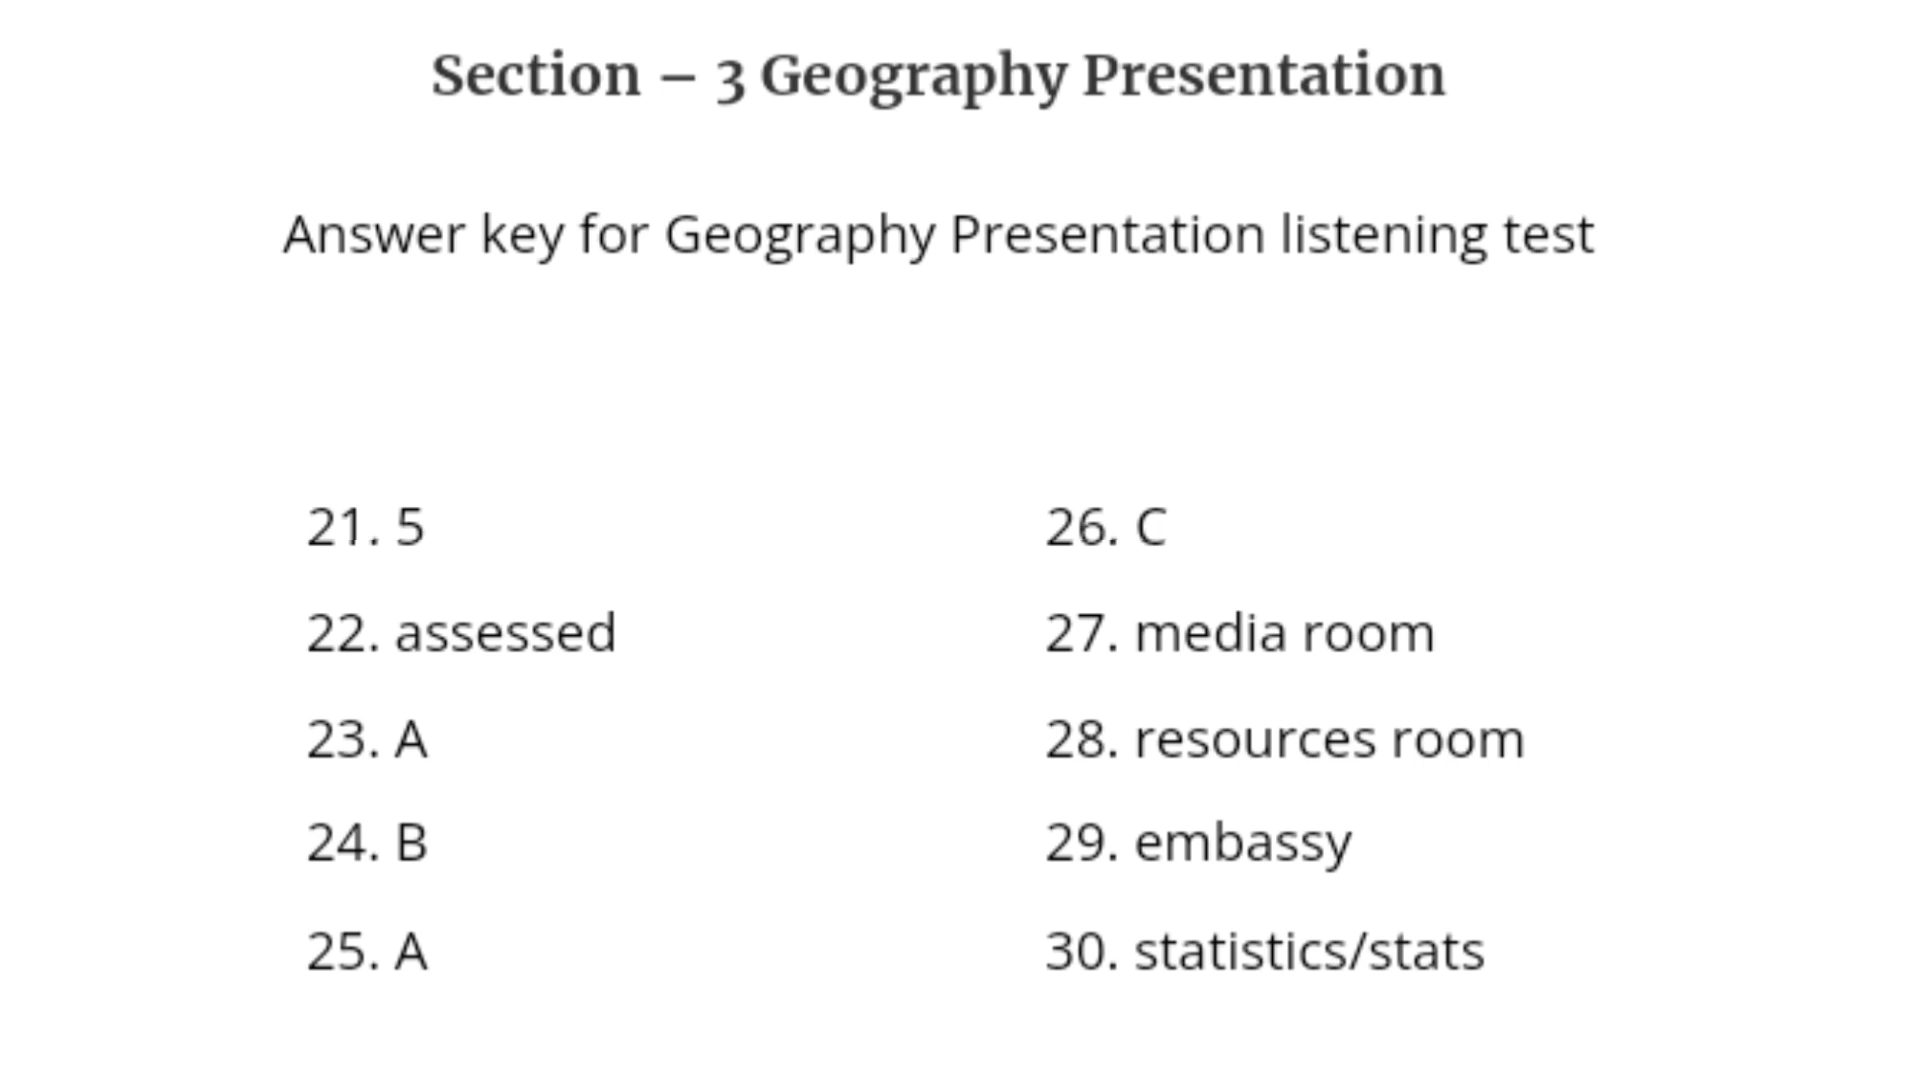 Section – 3 Geography Presentation
Answer key for Geography Presentation listening test
21. 5
22. assessed
23. A
24. B
25. A
26. C
27. media room
28. resources room
29. embassy
30. statistics/stats